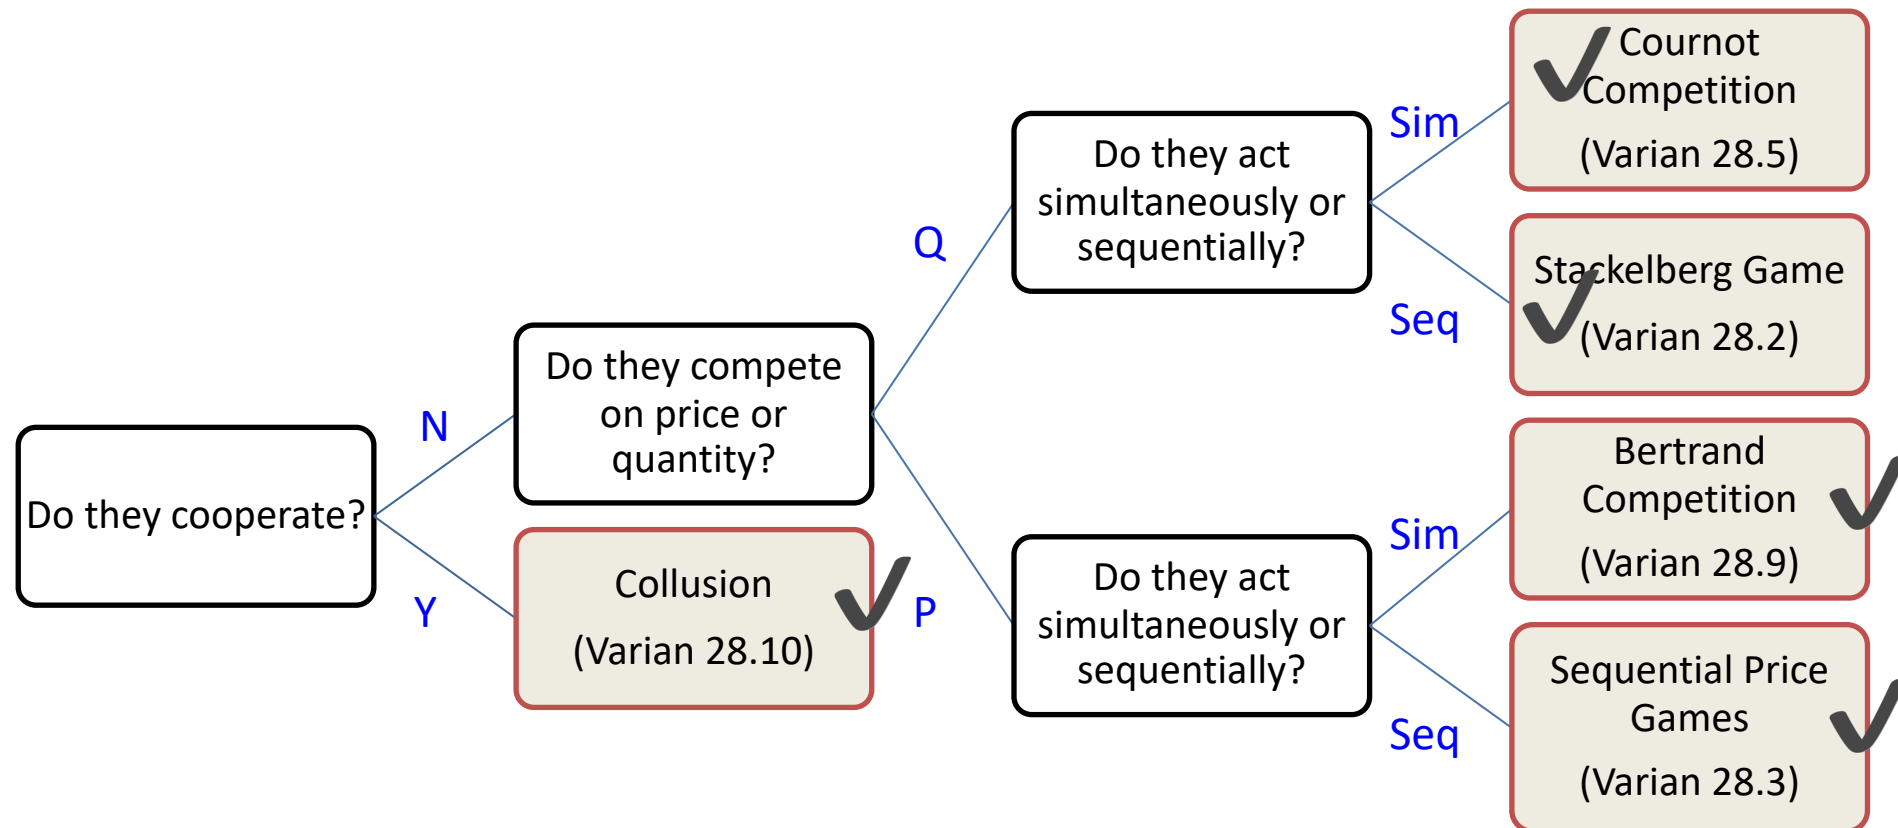 Do they cooperate?
N
Y
Do they compete
on price or
quantity?
Collusion
(Varian 28.10)
Q
P
Do they act
simultaneously or
sequentially?
Sim
Seq
Do they act
simultaneously or
sequentially?
Sim
Seq
Cournot
Competition
(Varian 28.5)
Stackelberg Game
(Varian 28.2)
Bertrand
Competition
(Varian 28.9)
Sequential Price
Games
(Varian 28.3)